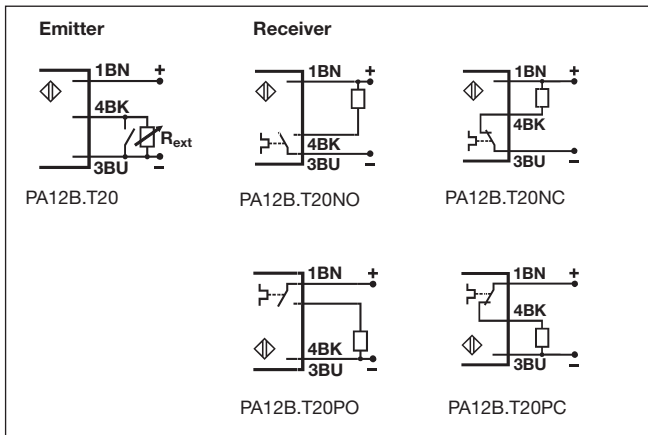 Emitter
Receiver
1BN +
4BK
Rext
3BU –
PA12B.T20
1BN +
4BK
3BU –
PA12B.T20NO
1BN +
4BK
3BU –
PA12B.T20NC
1BN +
4BK
3BU –
PA12B.T20PO
1BN +
4BK
3BU –
PA12B.T20PC